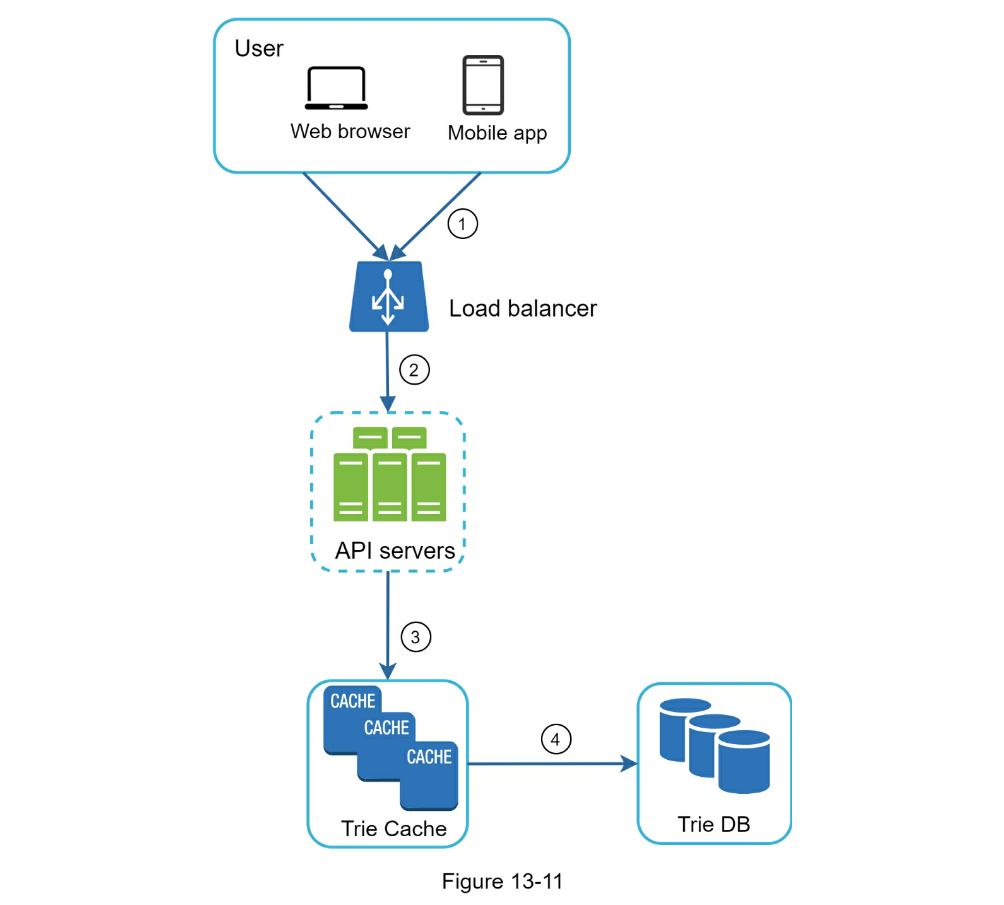 User
Web browser
Mobile app
1
Load balancer
2
API servers
3
CACHE
CACHE
CACHE
4
Trie Cache
Trie DB
Figure 13-11